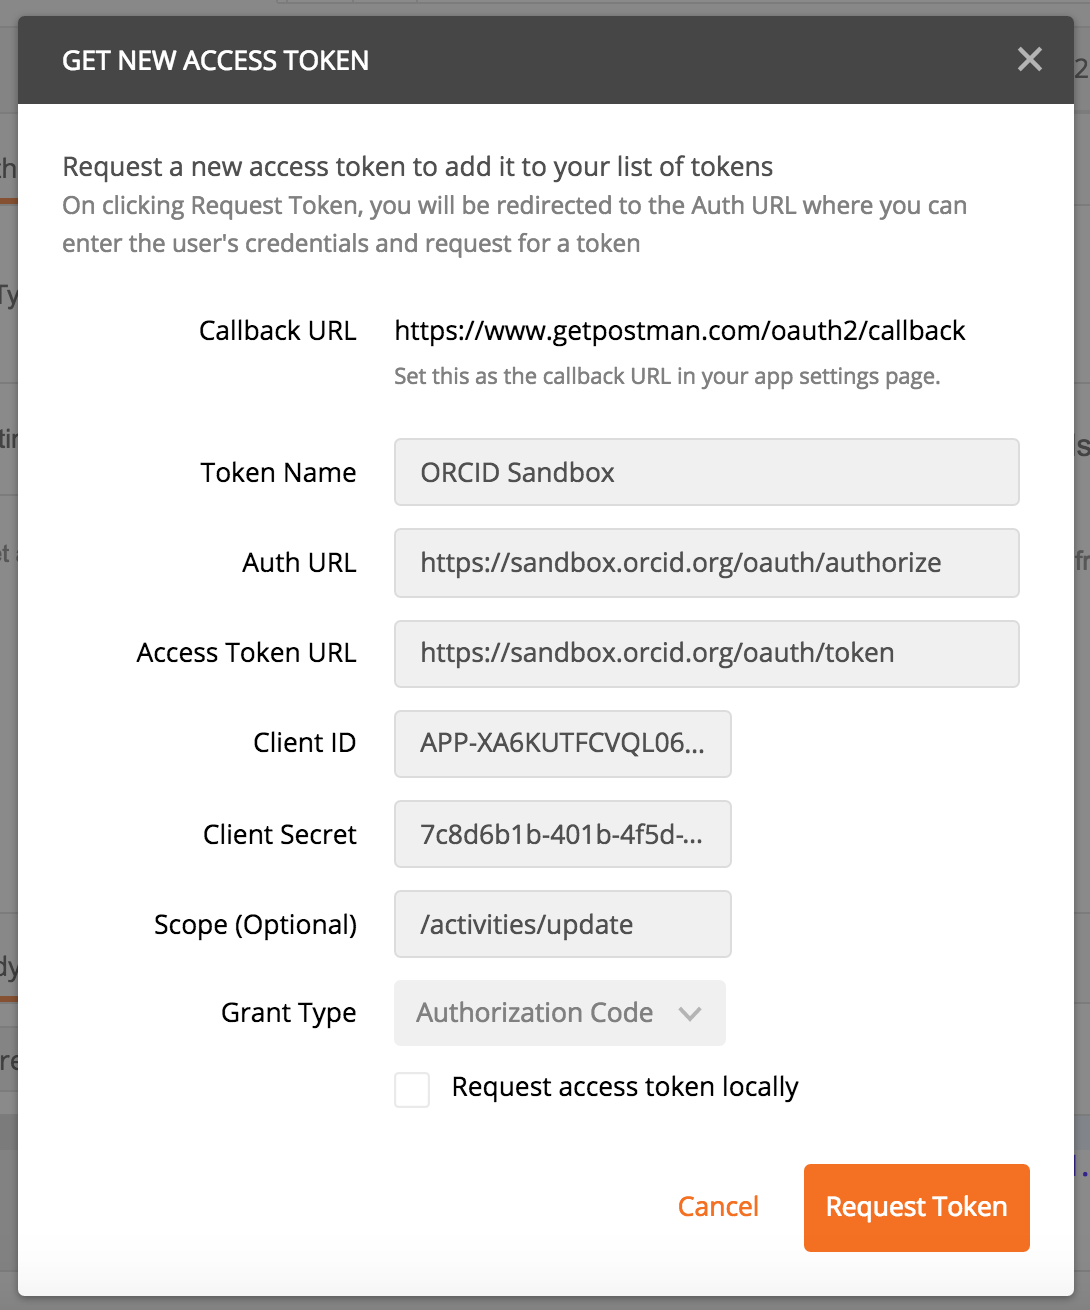 GET NEW ACCESS TOKEN
Request a new access token to add it to your list of tokens
On clicking Request Token, you will be redirected to the Auth URL where you can
enter the user's credentials and request for a token
Callback URL https://www.getpostman.com/oauth2/callback
Set this as the callback URL in your app settings page.
Token Name ORCID Sandbox
Auth URL https://sandbox.orcid.org/oauth/authorize
Access Token URL https://sandbox.orcid.org/oauth/token
Client ID APP-XA6KUTFCVQL06...
Client Secret 7c8d6b1b-401b-4f5d-...
Scope (Optional) /activities/update
Grant Type Authorization Code
Request access token locally
Cancel Request Token